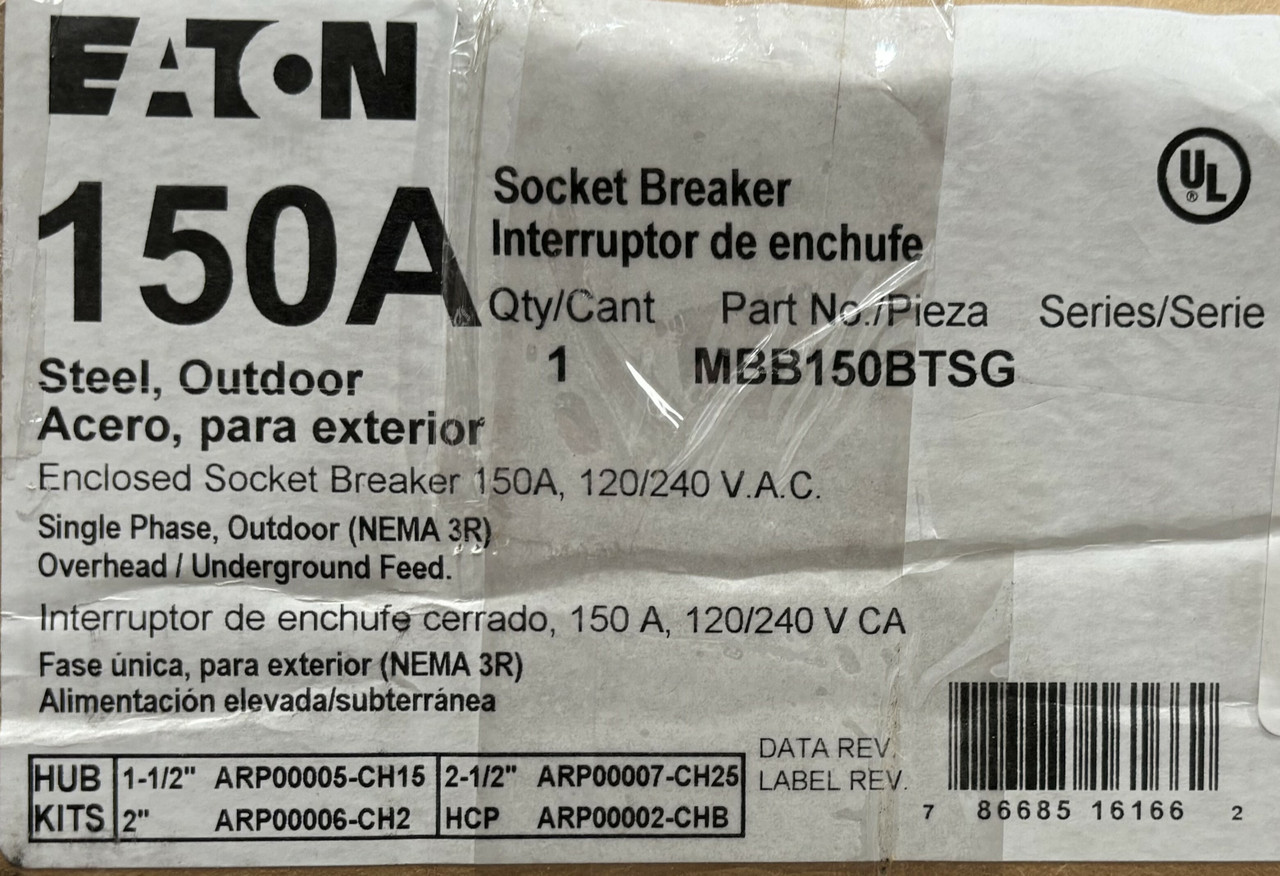 EATON
150A
Socket Breaker
Interruptor de enchufe
Qty/Cant Part No./Pieza Series/Serie
1 MBB150BTSG
UL
®
Steel, Outdoor
Acero, para exterior
Enclosed Socket Breaker 150A, 120/240 V.A.C.
Single Phase, Outdoor (NEMA 3R)
Overhead / Underground Feed.
Interruptor de enchufe cerrado, 150 A, 120/240 V CA
Fase única, para exterior (NEMA 3R)
Alimentación elevada/subterránea
HUB 1-1/2" ARP00005-CH15 2-1/2" ARP00007-CH25
KITS 2" ARP00006-CH2 HCP ARP00002-CHB
DATA REV.
LABEL REV.
7 86685 16166 2